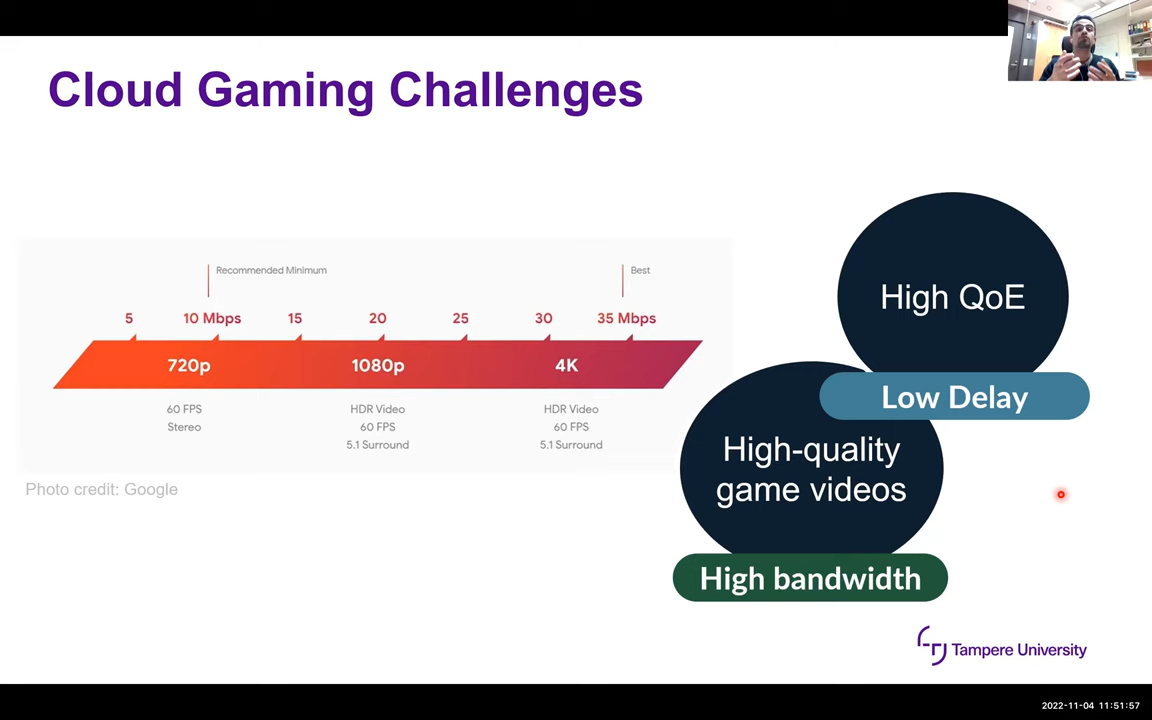 Cloud Gaming Challenges
Recommended Minimum
Best
5 10 Mbps 15 20 25 30 35 Mbps
720p 1080p 4K
60 FPS
Stereo
HDR Video
60 FPS
5.1 Surround
HDR Video
60 FPS
5.1 Surround
Photo credit: Google
High QoE
Low Delay
High-quality
game videos
High bandwidth
Tampere University
2022-11-04 11:51:57